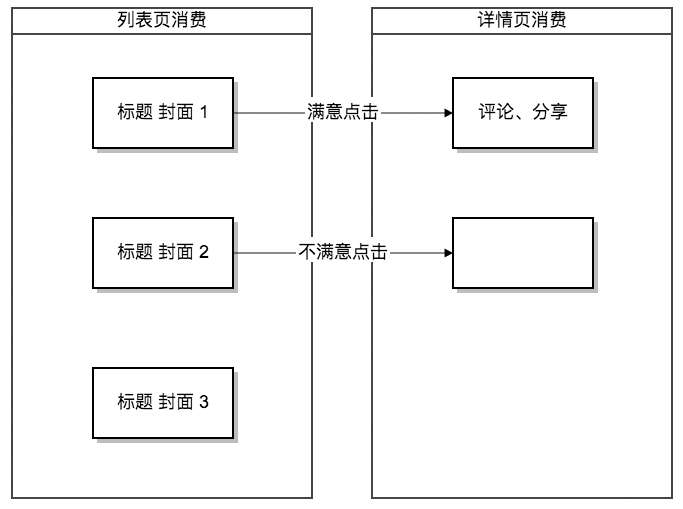 列表页消费
详情页消费
标题 封面 1
满意点击
评论、分享
标题 封面 2
不满意点击
标题 封面 3